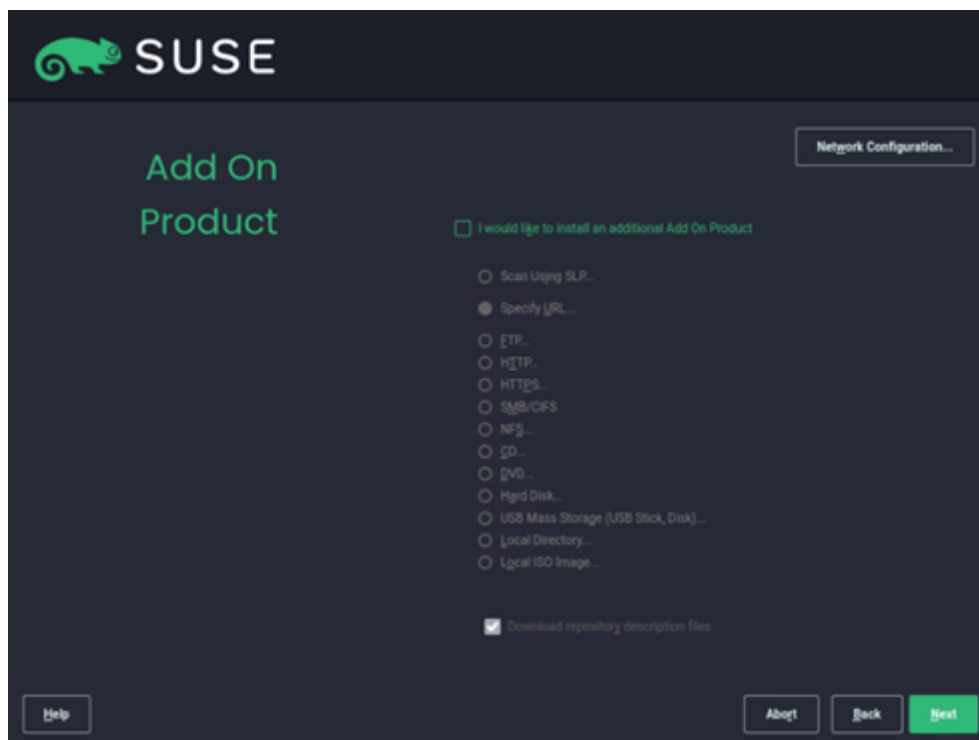 SUSE
Add On
Product
Network Configuration...
I would like to install an additional Add On Product
Scan Using SLP...
Specify URL...
FTP...
HTTP...
HTTPS...
SMB/CIFS
NFS...
CD...
DVD...
Hard Disk...
USB Mass Storage (USB Stick, Disk)...
Local Directory...
Local ISO Image...
Download repository description files
Help
Abort
Back
Next